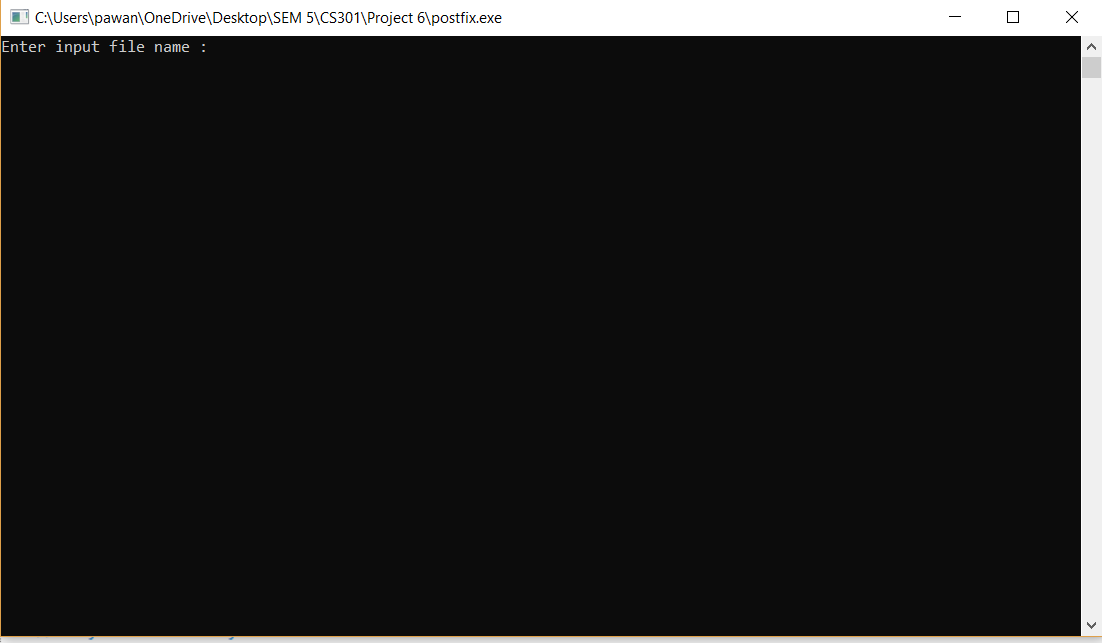 C:\Users\pawan\OneDrive\Desktop\SEM 5\CS301\Project 6\postfix.exe
Enter input file name :